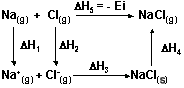 Na(g) + Cl(g) ΔH5 = - Ei NaCl(g)
ΔH1 ΔH2 ΔH4
Na+(g) + Cl-(g) ΔH3 NaCl(s)